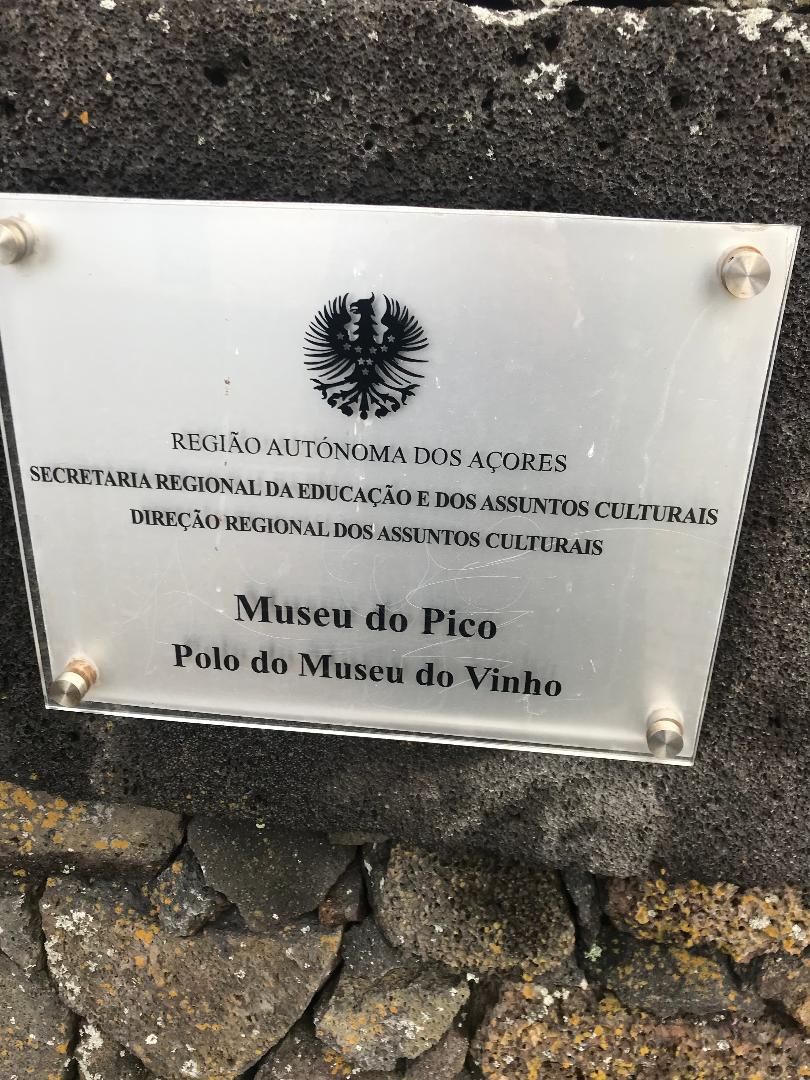 REGIÃO AUTÓNOMA DOS AÇORES
SECRETARIA REGIONAL DA EDUCAÇÃO E DOS ASSUNTOS CULTURAIS
DIREÇÃO REGIONAL DOS ASSUNTOS CULTURAIS
Museu do Pico
Polo do Museu do Vinho